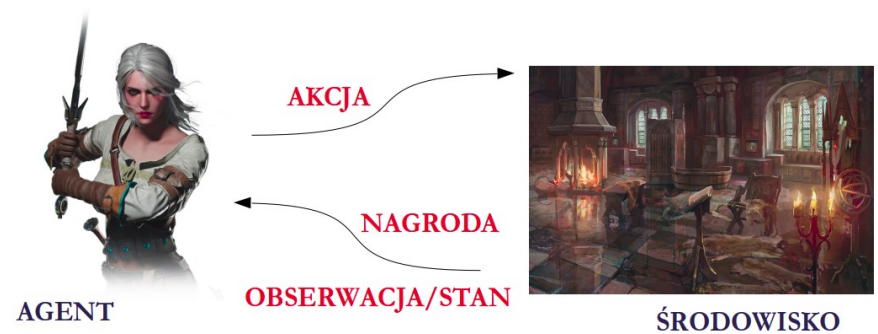 AKCJA
NAGRODA
OBSERWACJA/STAN
AGENT
ŚRODOWISKO